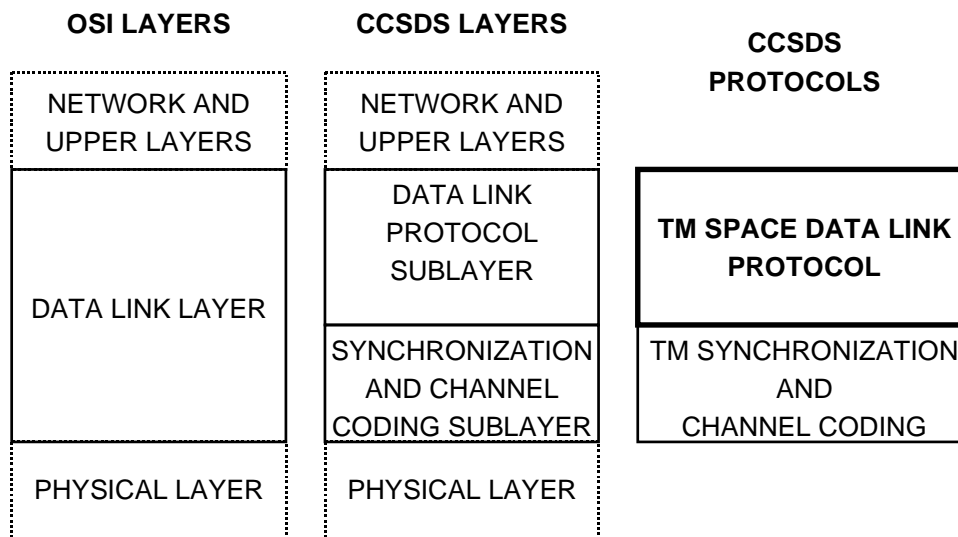 OSI LAYERS
CCSDS LAYERS
CCSDS
PROTOCOLS
NETWORK AND
UPPER LAYERS
NETWORK AND
UPPER LAYERS
DATA LINK LAYER
DATA LINK
PROTOCOL
SUBLAYER
TM SPACE DATA LINK
PROTOCOL
SYNCHRONIZATION
AND CHANNEL
CODING SUBLAYER
TM SYNCHRONIZATION
AND
CHANNEL CODING
PHYSICAL LAYER
PHYSICAL LAYER